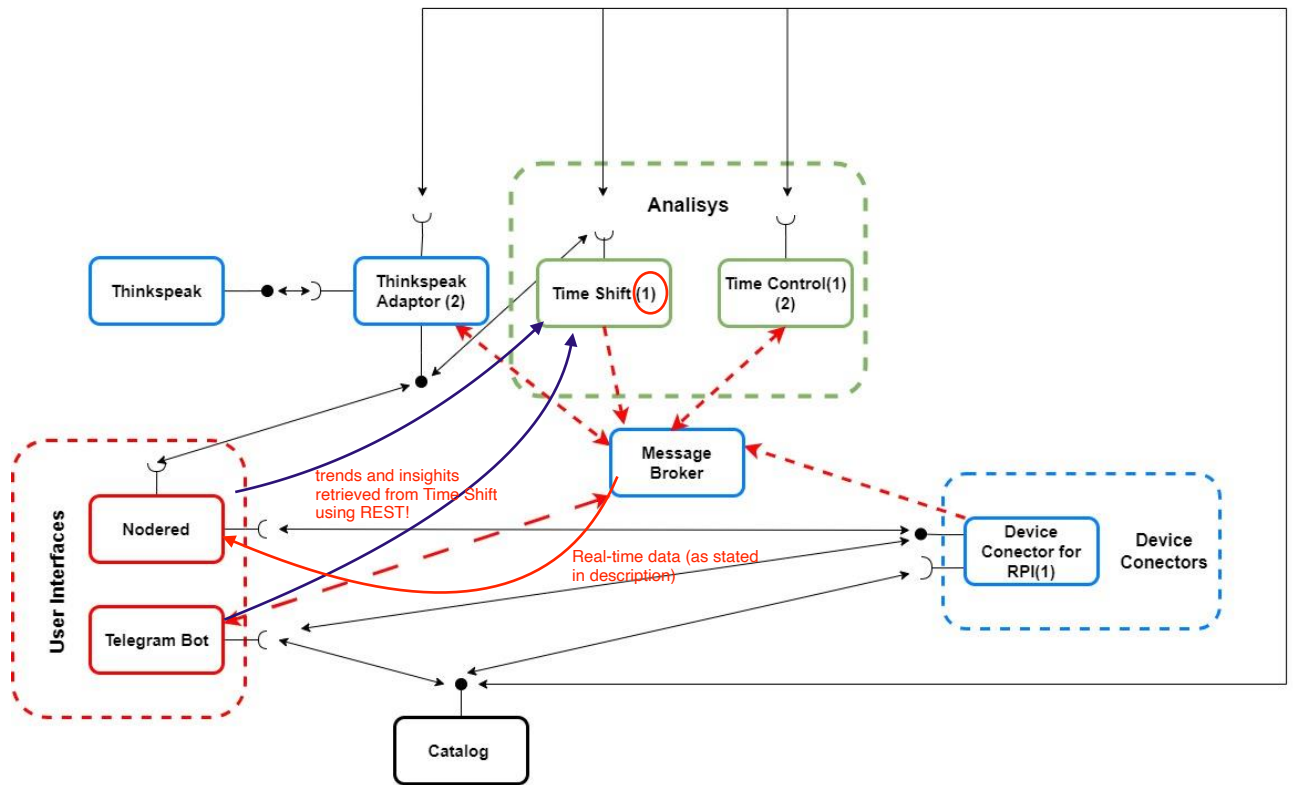 Analisys
Thinkspeak
Thinkspeak
Adaptor (2)
Time Shift (1)
Time Control(1)
(2)
Message
Broker
trends and insighits
retrieved from Time Shift
using REST!
User Interfaces
Nodered
Real-time data (as stated
in description)
Device
Conector for
RPI(1)
Device
Conectors
Telegram Bot
Catalog